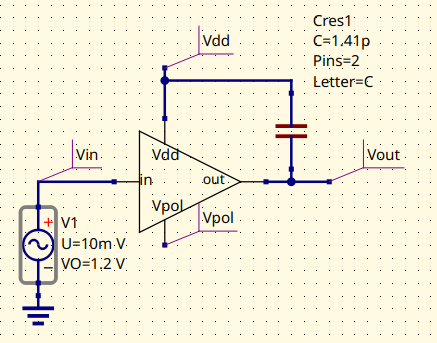 Cres1
C=1.41p
Pins=2
Letter=C
Vdd
Vin
Vdd
in
out
Vpol
Vout
Vpol
+
V1
U=10m V
VO=1.2 V
−